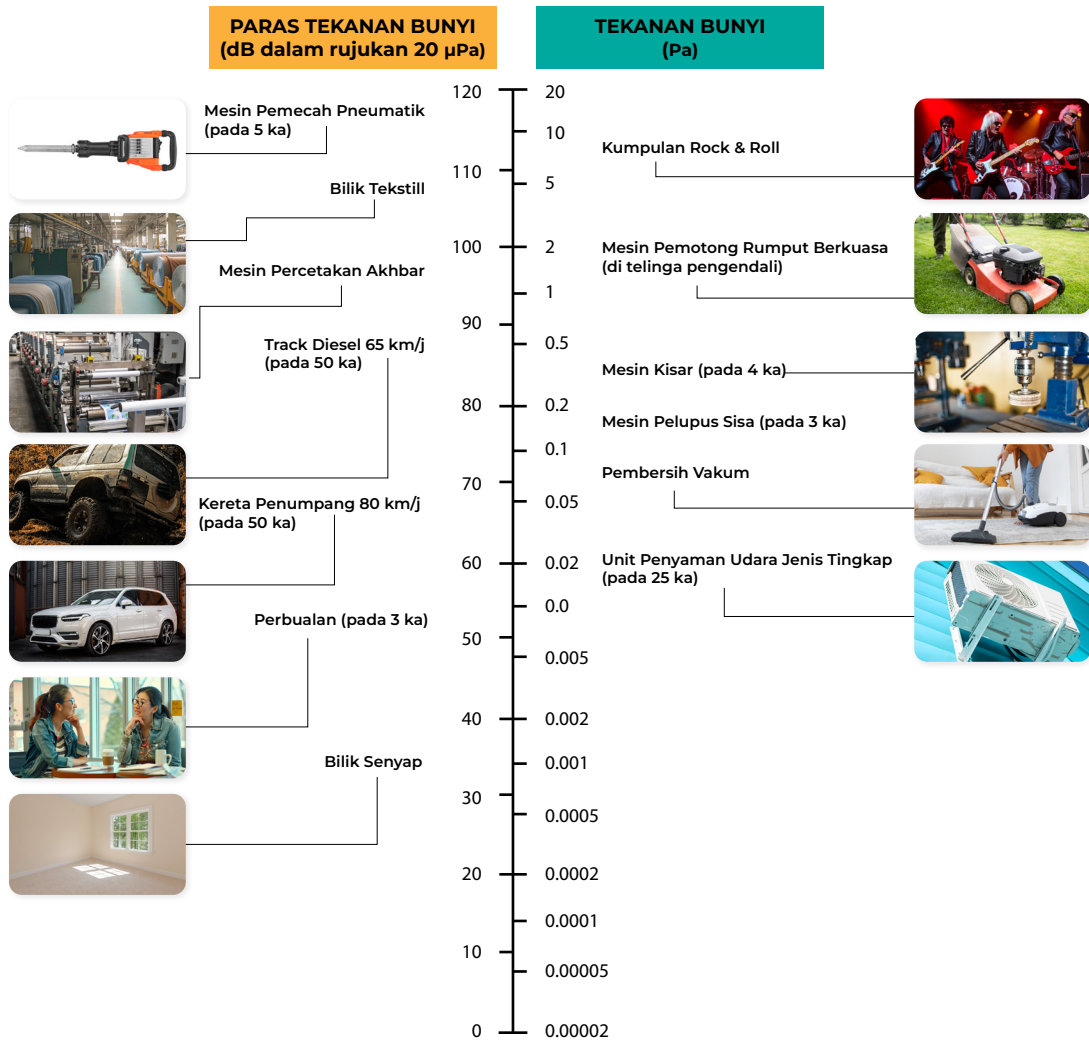 PARAS TEKANAN BUNYI
(dB dalam rujukan 20 µPa)
TEKANAN BUNYI
(Pa)
Mesin Pemecah Pneumatik
(pada 5 ka)
Bilik Tekstill
Mesin Percetakan Akhbar
Track Diesel 65 km/j
(pada 50 ka)
Kereta Penumpang 80 km/j
(pada 50 ka)
Perbualan (pada 3 ka)
Bilik Senyap
120
110
100
90
80
70
60
50
40
30
20
10
0
20
10
5
2
1
0.5
0.2
0.1
0.05
0.02
0.0
0.005
0.002
0.001
0.0005
0.0002
0.0001
0.00005
0.00002
Kumpulan Rock & Roll
Mesin Pemotong Rumput Berkuasa
(di telinga pengendali)
Mesin Kisar (pada 4 ka)
Mesin Pelupus Sisa (pada 3 ka)
Pembersih Vakum
Unit Penyaman Udara Jenis Tingkap
(pada 25 ka)